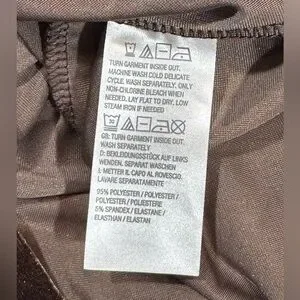 TURN GARMENT INSIDE OUT.
MACHINE WASH COLD DELICATE
CYCLE. WASH SEPARATELY. ONLY
NON-CHLORINE BLEACH WHEN
NEEDED. LAY FLAT TO DRY. LOW
STEAM IRON IF NEEDED
30
GB: TURN GARMENT INSIDE OUT.
WASH SEPARATELY
D: BEKLEIDUNGSSTÜCK AUF LINKS
WENDEN. SEPARAT WASCHEN
I: METTER IL CAPO AL ROVESCIO.
LAVARE SEPARATAMENTE
95% POLYESTER / POLYESTER /
POLYESTER / POLIESTERE
5% SPANDEX / ELASTANE /
ELASTHAN / ELASTAN